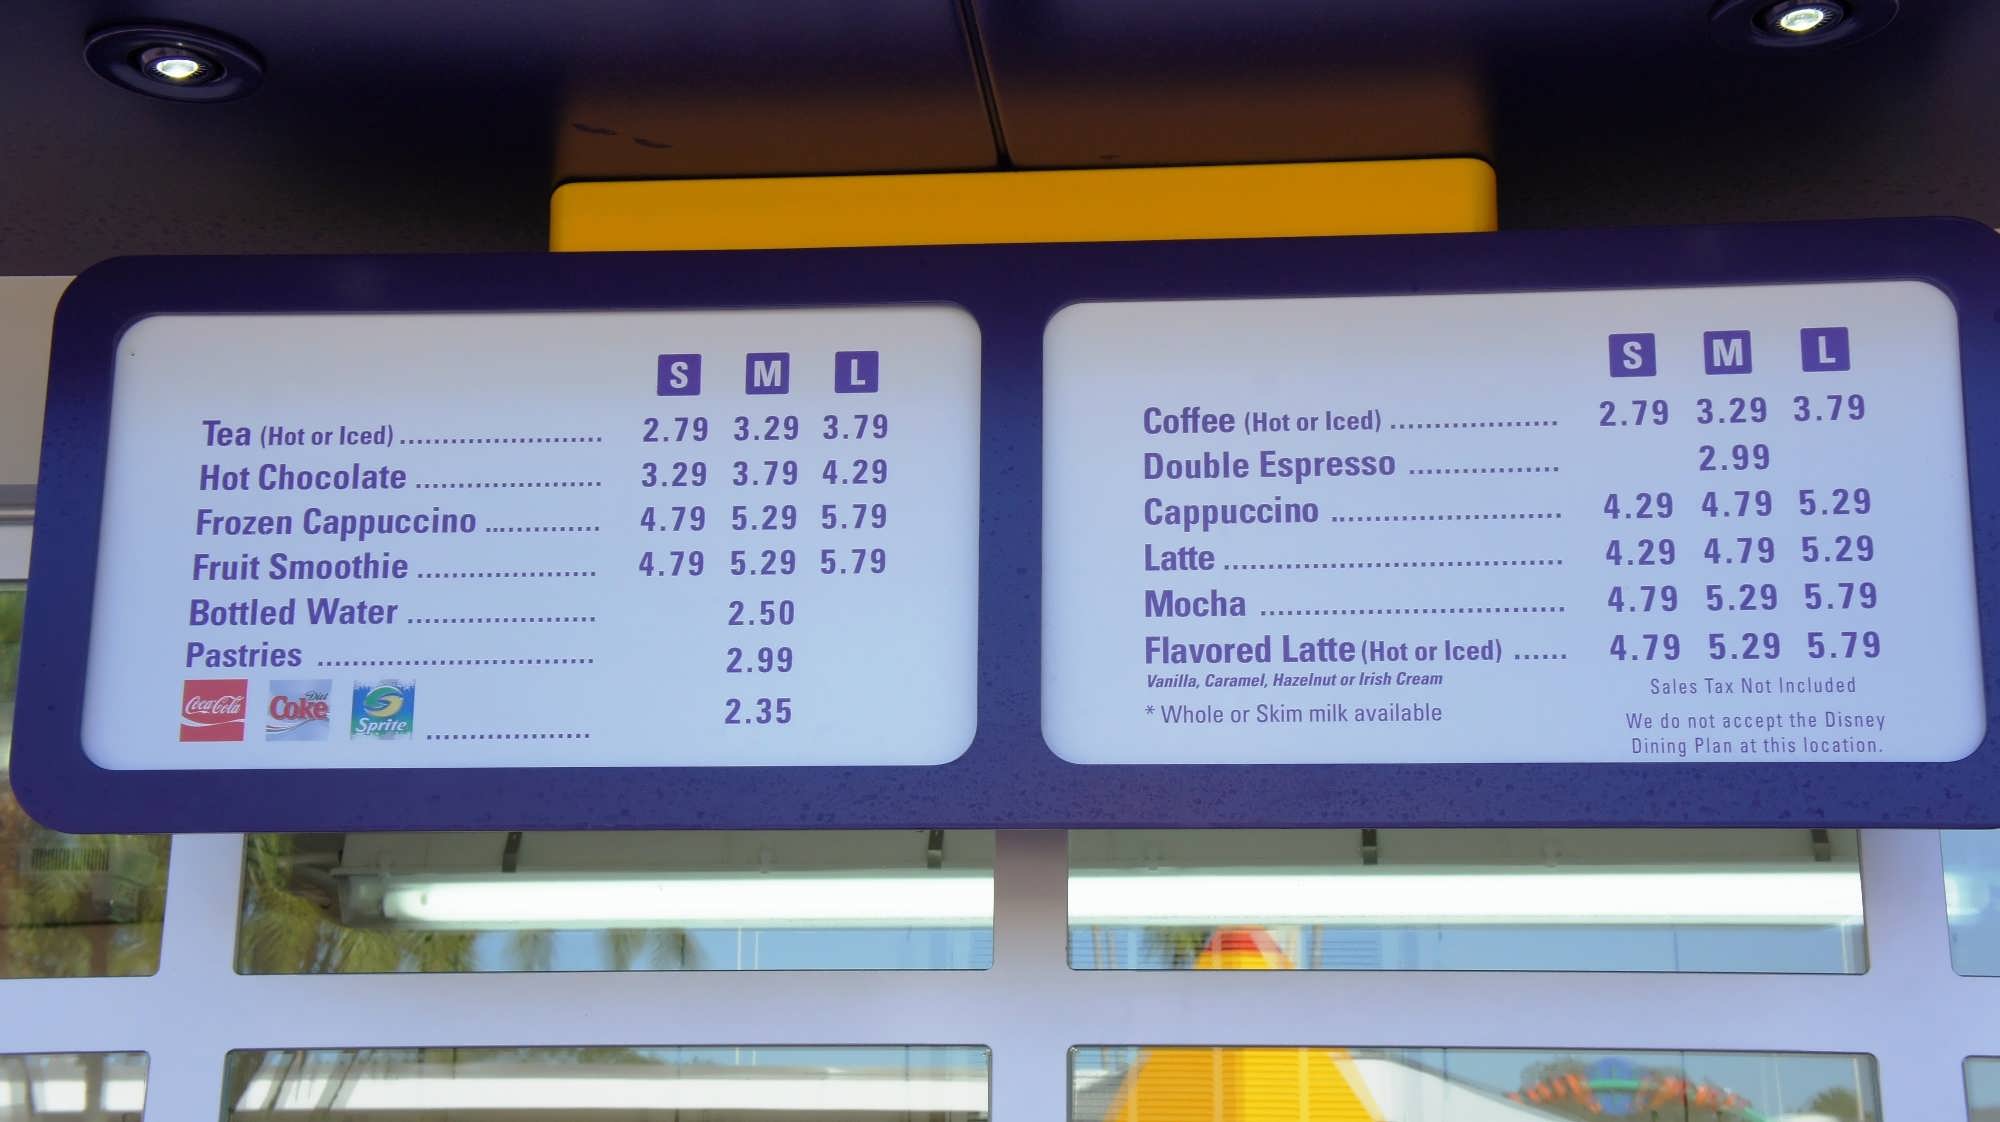 S M L
Tea (Hot or Iced) ........................ 2.79 3.29 3.79
Hot Chocolate ...................... 3.29 3.79 4.29
Frozen Cappuccino .............. 4.79 5.29 5.79
Fruit Smoothie ..................... 4.79 5.29 5.79
Bottled Water ...................... 2.50
Pastries ................................ 2.99
Coca-Cola Diet Coke Sprite ................... 2.35
S M L
Coffee (Hot or Iced) ................... 2.79 3.29 3.79
Double Espresso ................. 2.99
Cappuccino ........................... 4.29 4.79 5.29
Latte ....................................... 4.29 4.79 5.29
Mocha ................................... 4.79 5.29 5.79
Flavored Latte (Hot or Iced) ...... 4.79 5.29 5.79
Vanilla, Caramel, Hazelnut or Irish Cream
* Whole or Skim milk available
Sales Tax Not Included
We do not accept the Disney
Dining Plan at this location.